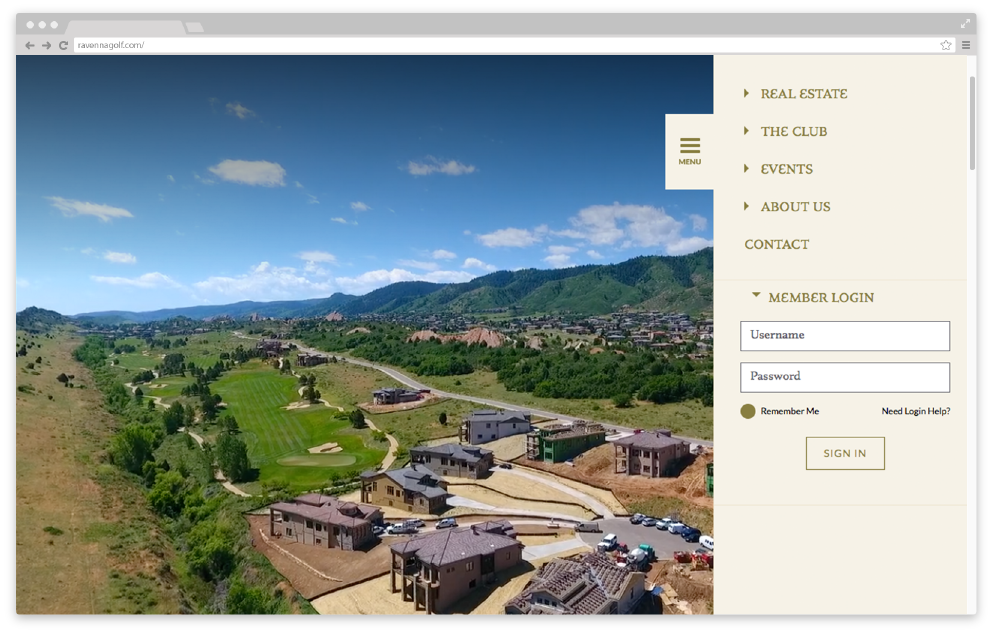 ravennagolf.com/
MENU
REAL ESTATE
THE CLUB
EVENTS
ABOUT US
CONTACT
MEMBER LOGIN
Username
Password
Remember Me
Need Login Help?
SIGN IN